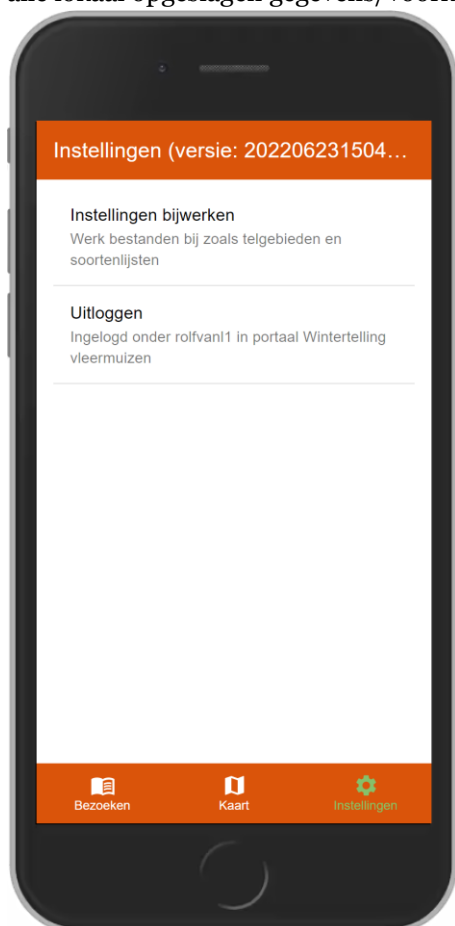 Instellingen (versie: 202206231504...
Instellingen bijwerken
Werk bestanden bij zoals telgebieden en
soortenlijsten
Uitloggen
Ingelogd onder rolfvanl1 in portaal Wintertelling
vleermuizen
Bezoeken
Kaart
Instellingen